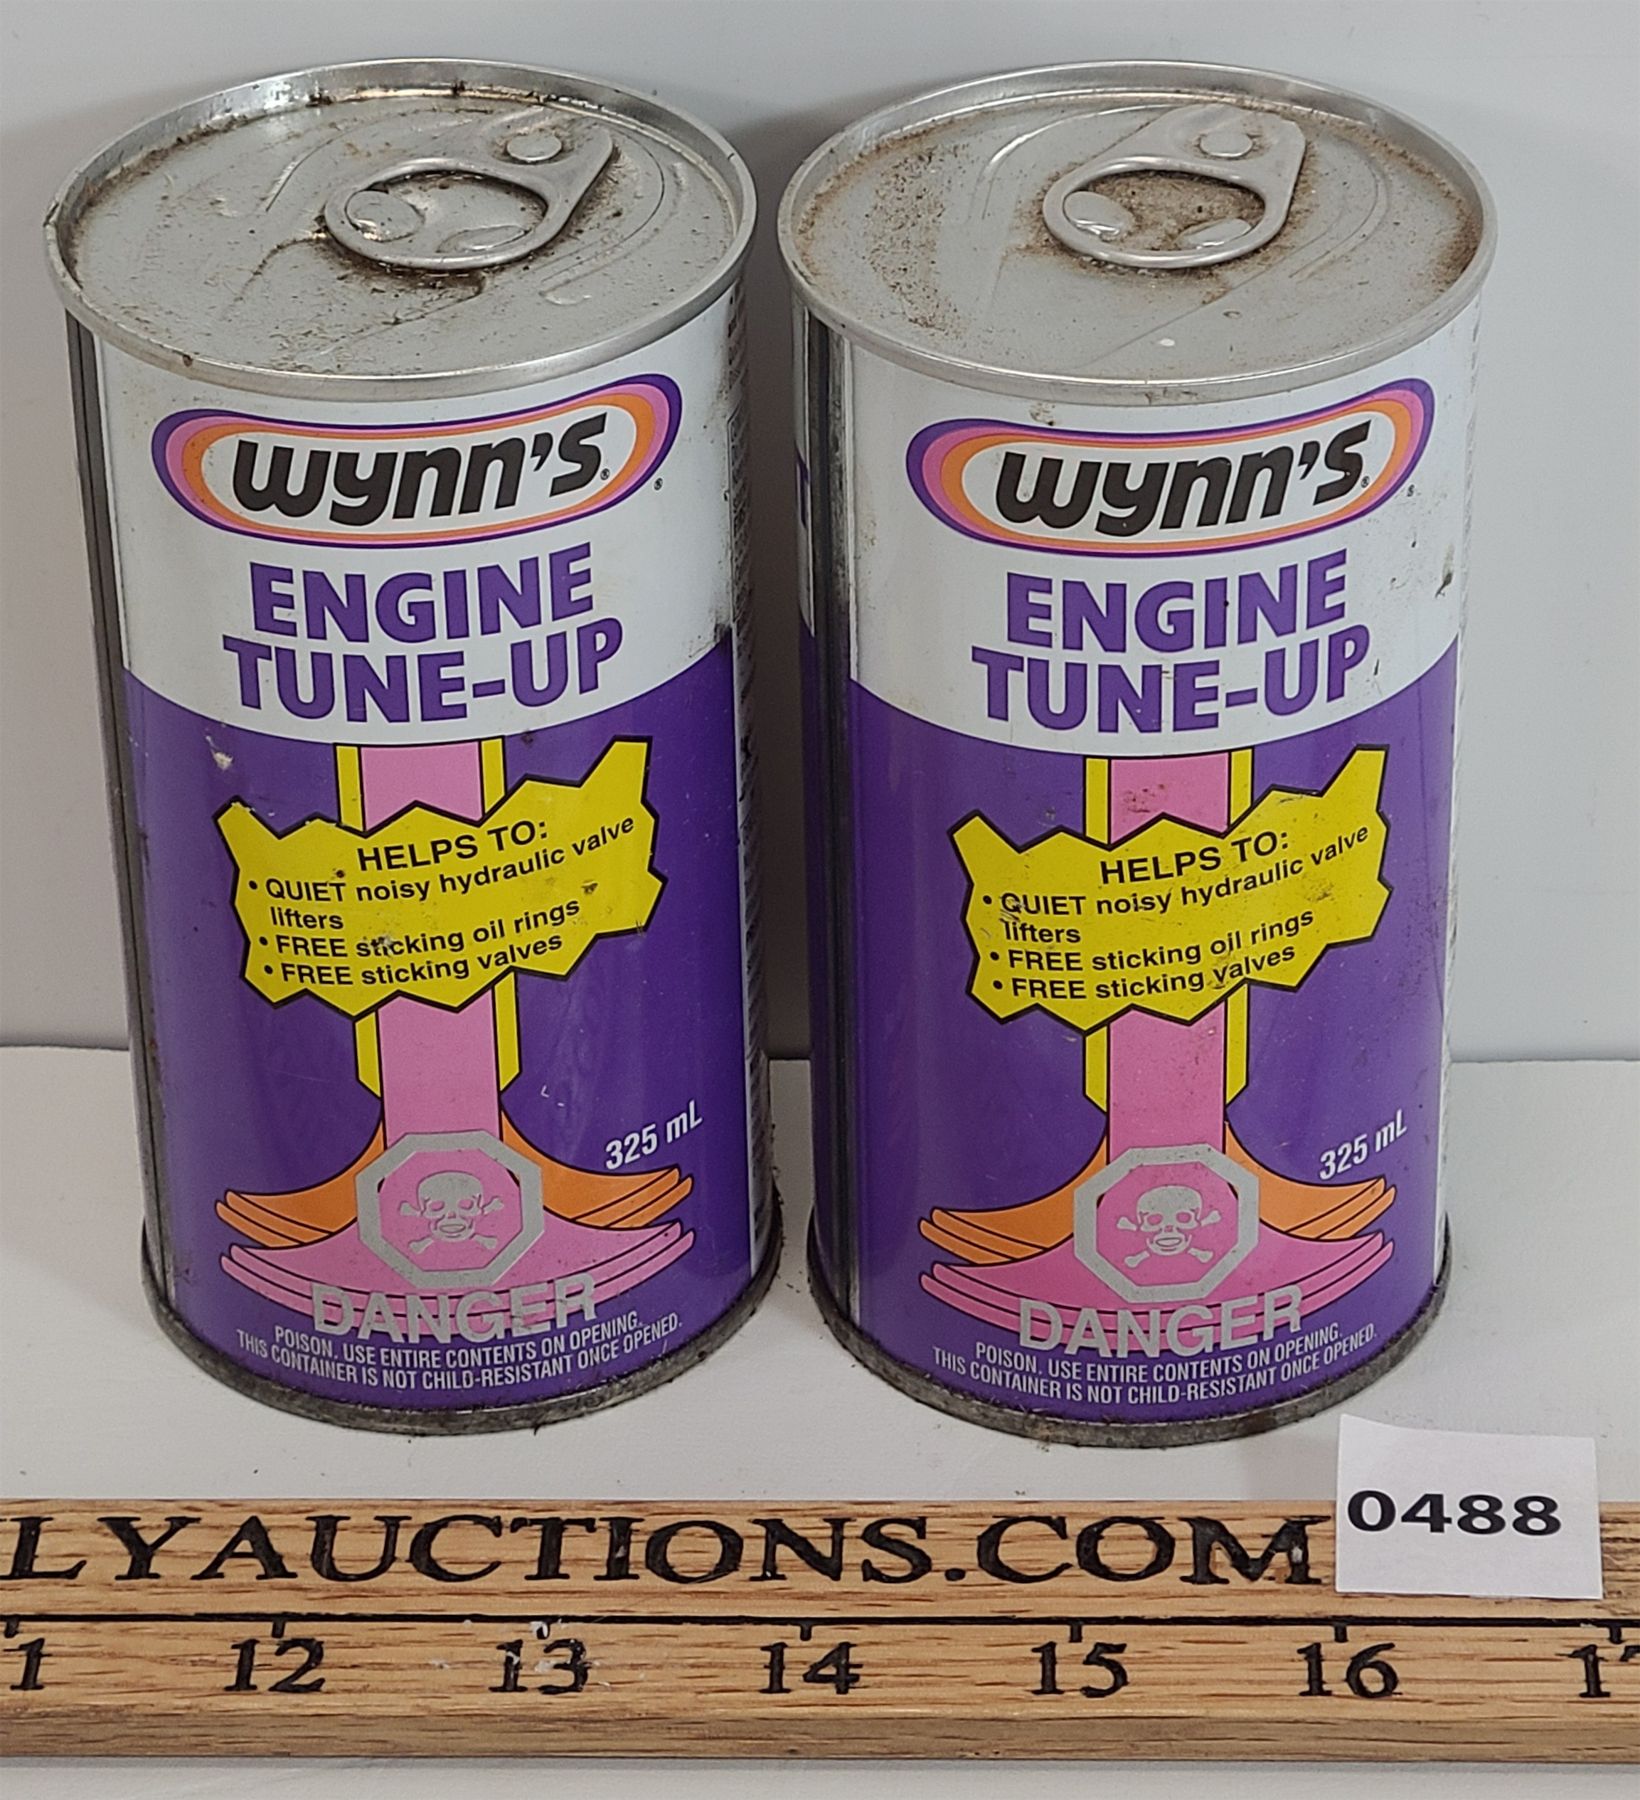 wynn's®
ENGINE
TUNE-UP
HELPS TO:
• QUIET noisy hydraulic valve
lifters
• FREE sticking oil rings
• FREE sticking valves
325 mL
DANGER
POISON. USE ENTIRE CONTENTS ON OPENING.
THIS CONTAINER IS NOT CHILD-RESISTANT ONCE OPENED.
wynn's®
ENGINE
TUNE-UP
HELPS TO:
• QUIET noisy hydraulic valve
lifters
• FREE sticking oil rings
• FREE sticking valves
325 mL
DANGER
POISON. USE ENTIRE CONTENTS ON OPENING.
THIS CONTAINER IS NOT CHILD-RESISTANT ONCE OPENED.
0488
LYAUCTIONS.COM
1 12 13 14 15 16 17